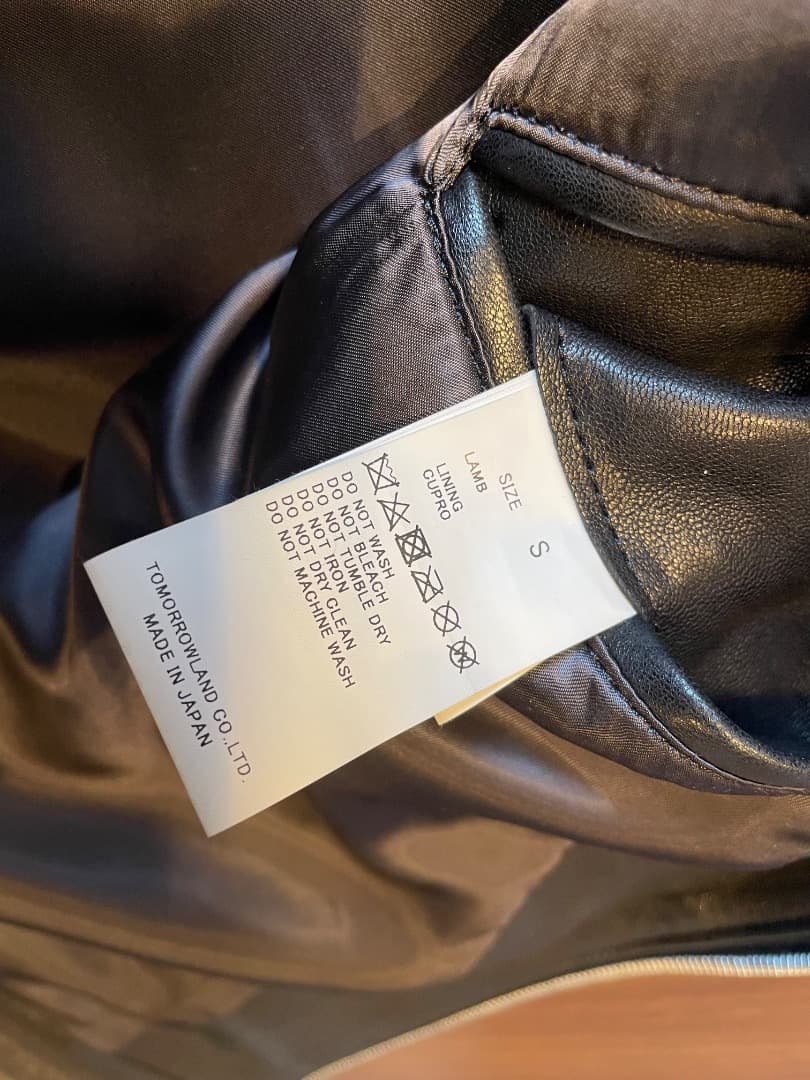 SIZE S
LAMB
LINING
CUPRO
DO NOT WASH
DO NOT BLEACH
DO NOT TUMBLE DRY
DO NOT IRON
DO NOT DRY CLEAN
DO NOT MACHINE WASH
TOMORROWLAND CO.,LTD.
MADE IN JAPAN